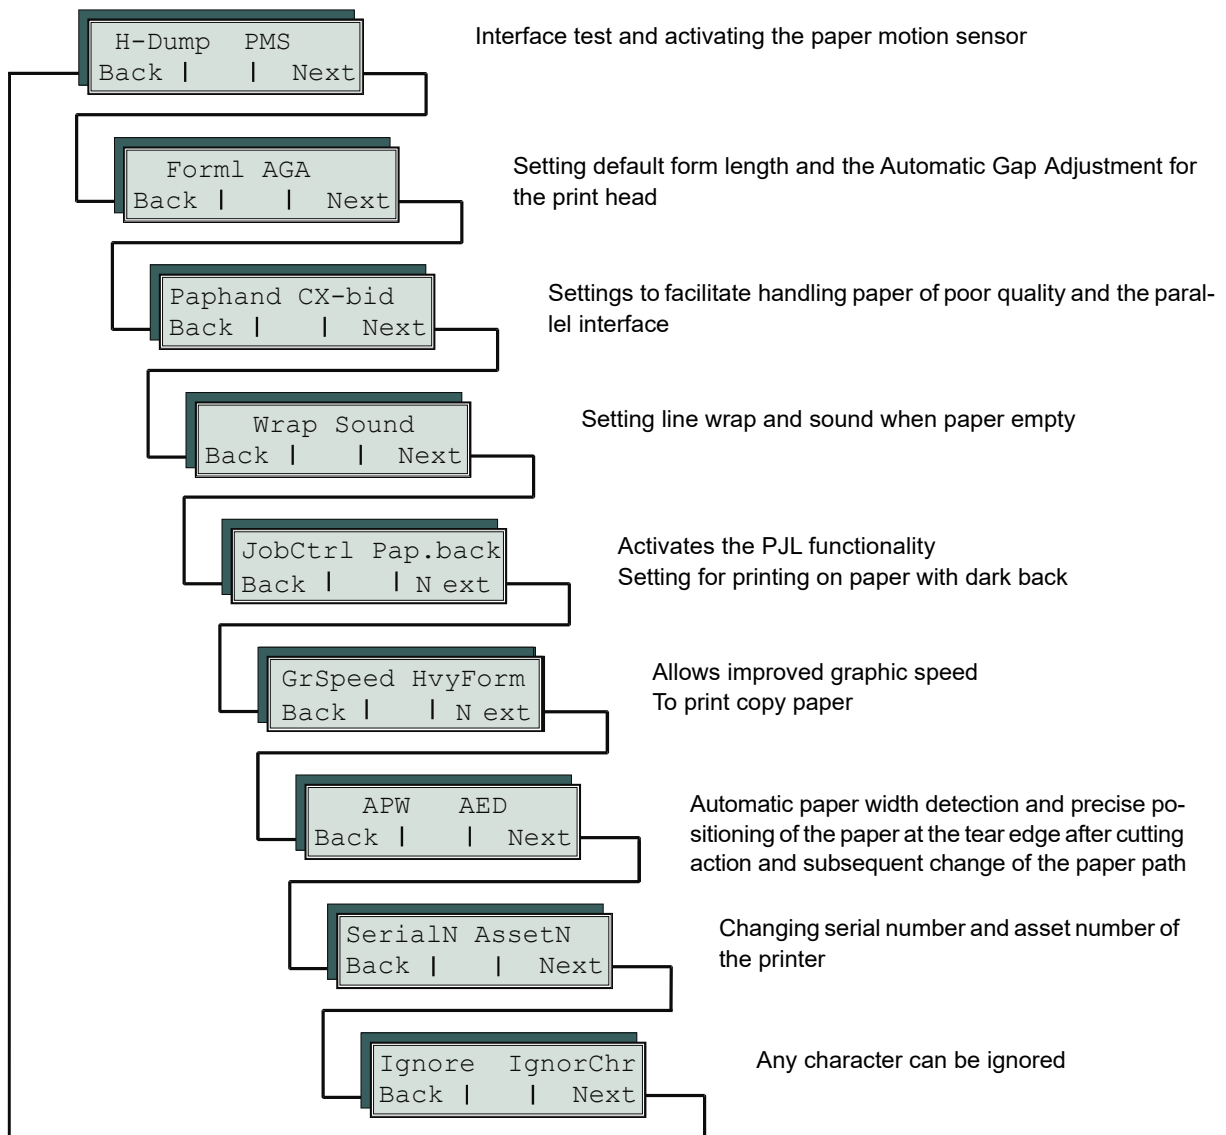 H-Dump PMS
Back | | Next
Interface test and activating the paper motion sensor
Forml AGA
Back | | Next
Setting default form length and the Automatic Gap Adjustment for
the print head
Paphand CX-bid
Back | | Next
Settings to facilitate handling paper of poor quality and the paral-
lel interface
Wrap Sound
Back | | Next
Setting line wrap and sound when paper empty
JobCtrl Pap.back
Back | | N ext
Activates the PJL functionality
Setting for printing on paper with dark back
GrSpeed HvyForm
Back | | N ext
Allows improved graphic speed
To print copy paper
APW AED
Back | | Next
Automatic paper width detection and precise po-
sitioning of the paper at the tear edge after cutting
action and subsequent change of the paper path
SerialN AssetN
Back | | Next
Changing serial number and asset number of
the printer
Ignore IgnorChr
Back | | Next
Any character can be ignored